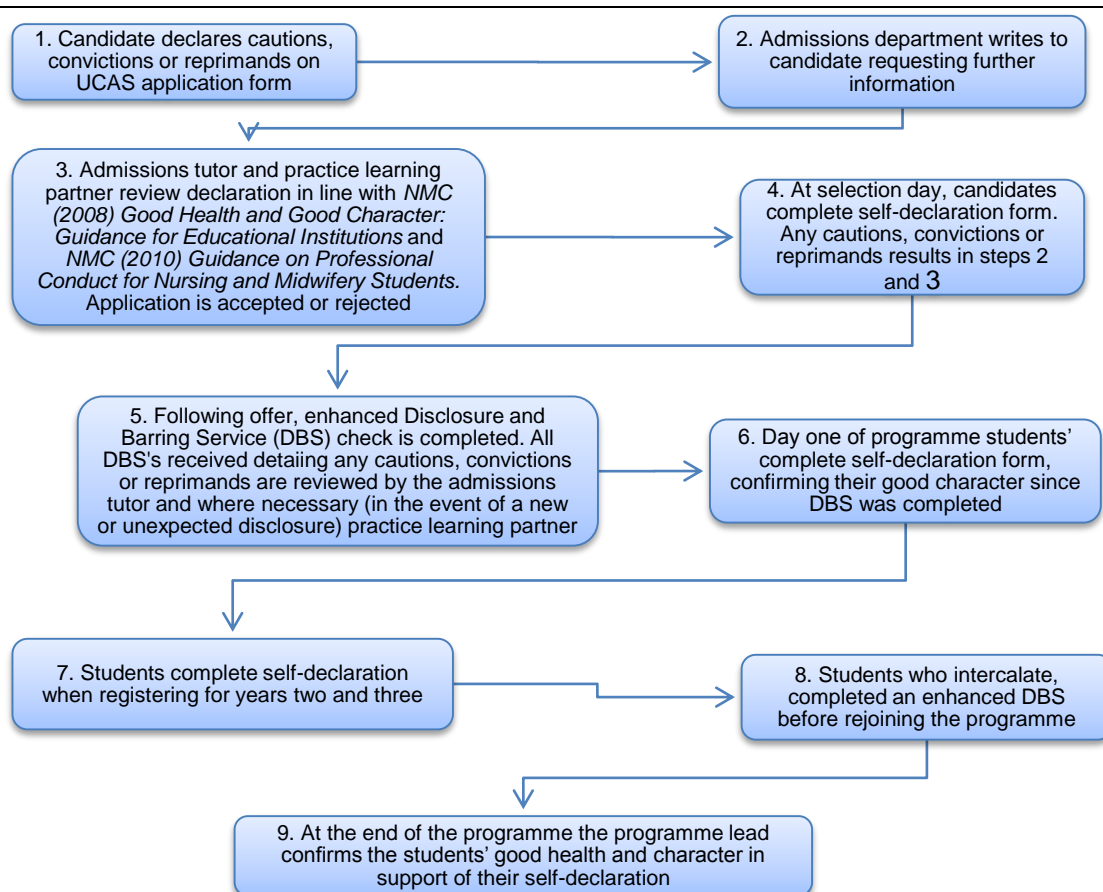 1. Candidate declares cautions,
convictions or reprimands on
UCAS application form
2. Admissions department writes to
candidate requesting further
information
3. Admissions tutor and practice learning
partner review declaration in line with NMC
(2008) Good Health and Good Character:
Guidance for Educational Institutions and
NMC (2010) Guidance on Professional
Conduct for Nursing and Midwifery Students.
Application is accepted or rejected
4. At selection day, candidates
complete self-declaration form.
Any cautions, convictions or
reprimands results in steps 2
and 3
5. Following offer, enhanced Disclosure and
Barring Service (DBS) check is completed. All
DBS's received detaiing any cautions, convictions
or reprimands are reviewed by the admissions
tutor and where necessary (in the event of a new
or unexpected disclosure) practice learning partner
6. Day one of programme students’
complete self-declaration form,
confirming their good character since
DBS was completed
7. Students complete self-declaration
when registering for years two and three
8. Students who intercalate,
completed an enhanced DBS
before rejoining the programme
9. At the end of the programme the programme lead
confirms the students’ good health and character in
support of their self-declaration